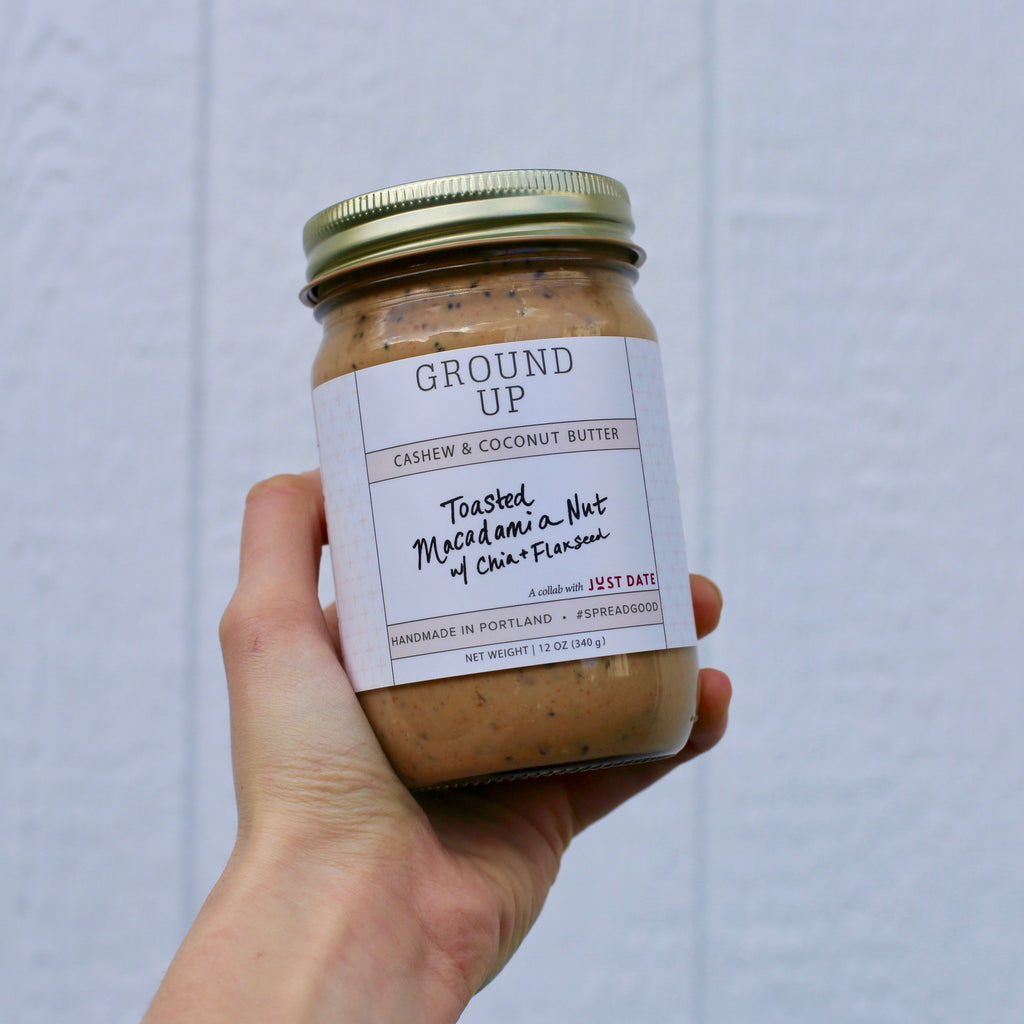 GROUND
UP
CASHEW & COCONUT BUTTER
Toasted
Macadamia Nut
w/ Chia + Flaxseed
A collab with JUST DATE
HANDMADE IN PORTLAND • #SPREADGOOD
NET WEIGHT | 12 OZ (340 g)